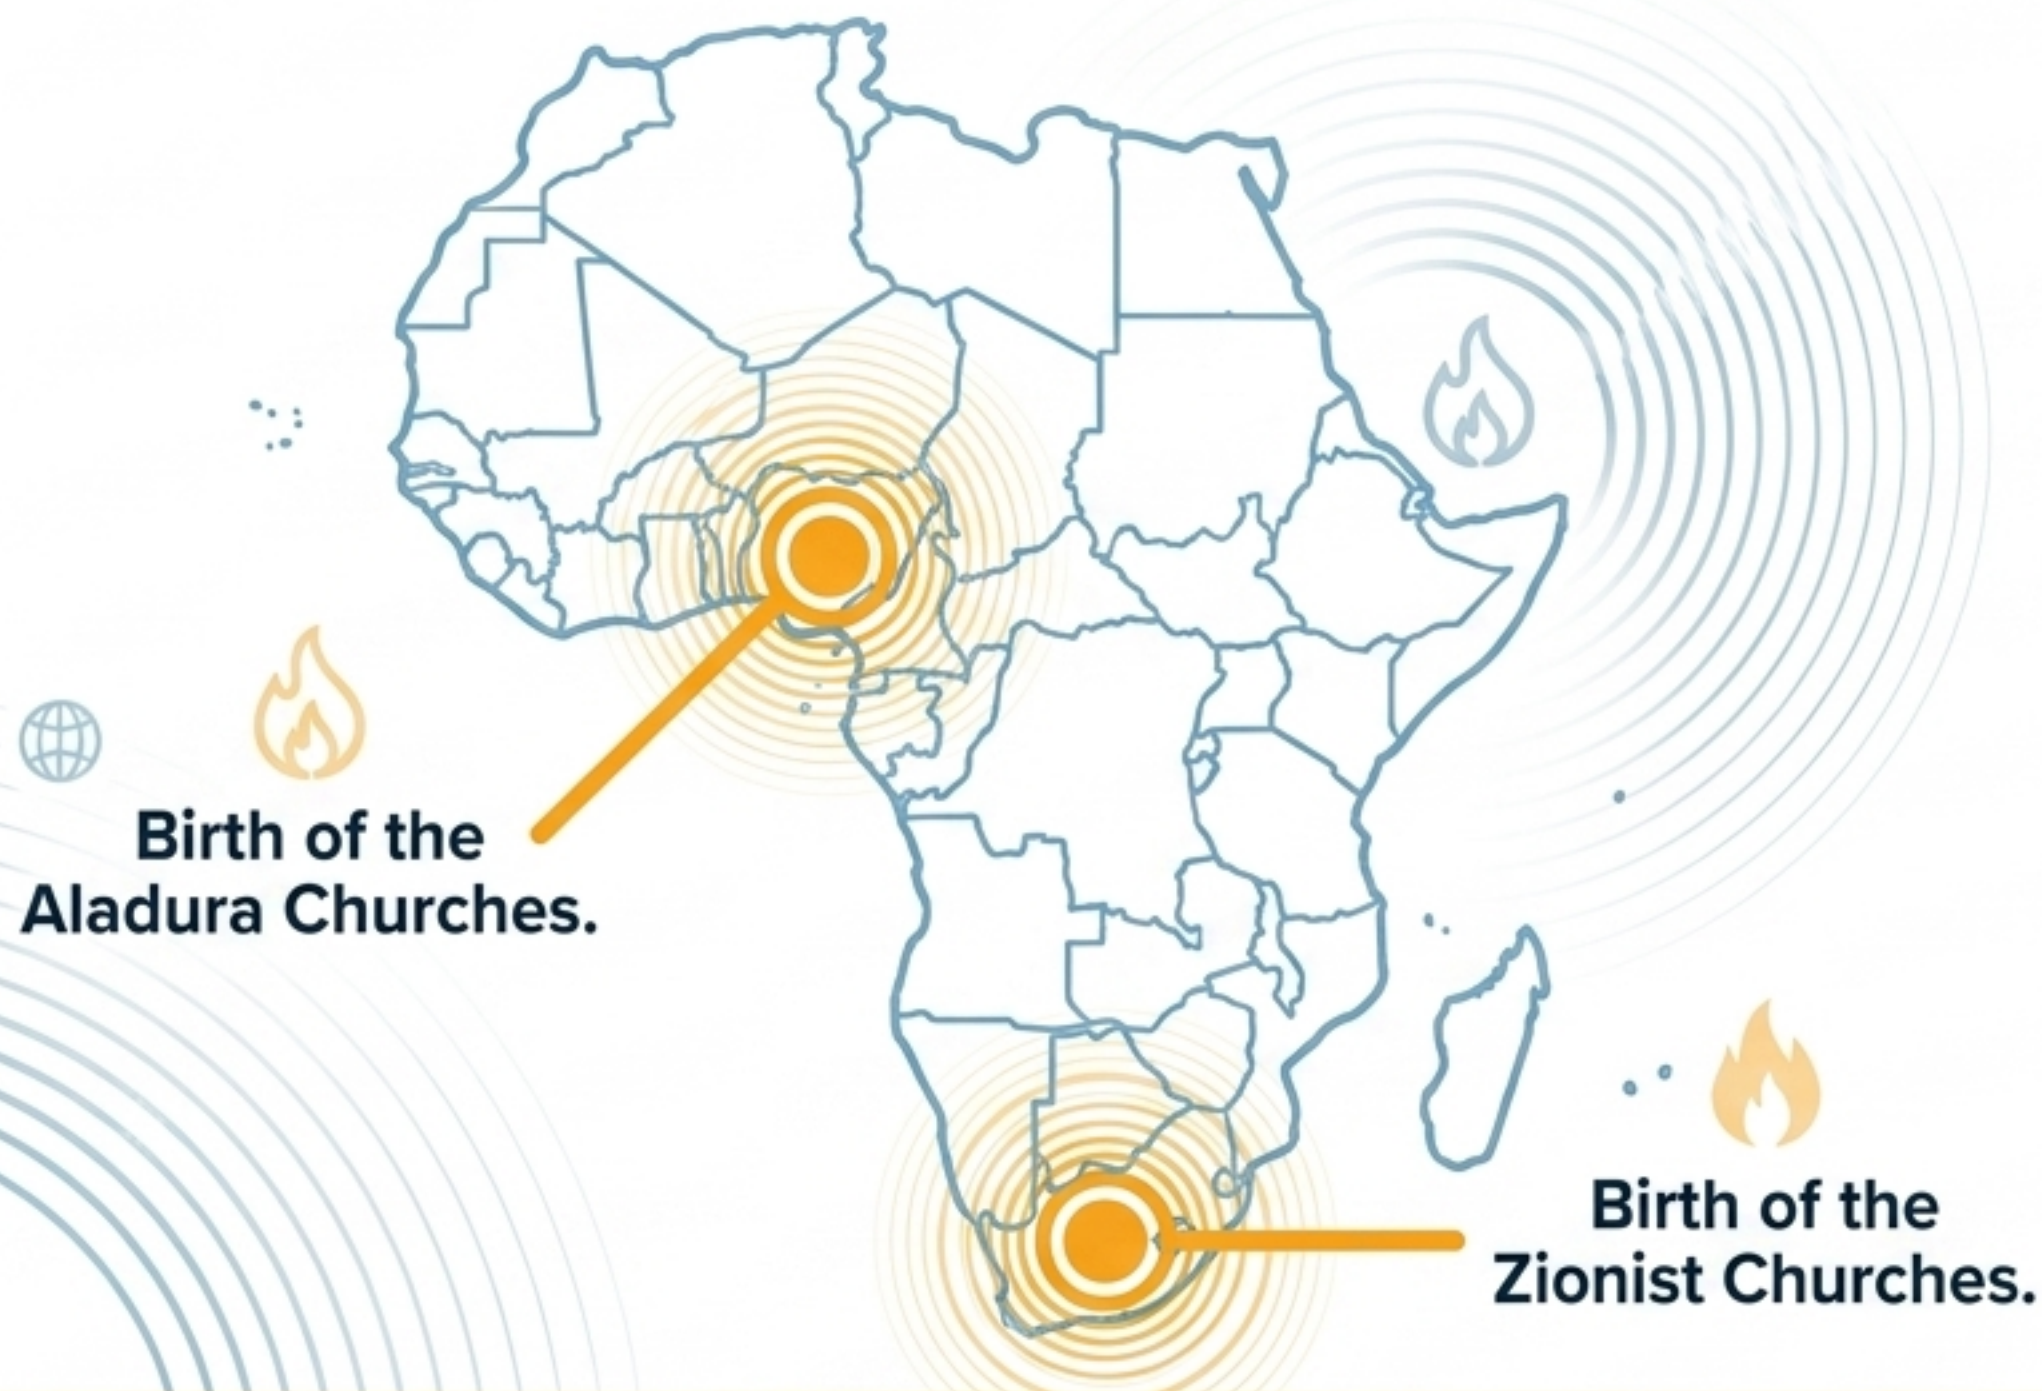 Birth of the
Aladura Churches.
Birth of the
Zionist Churches.